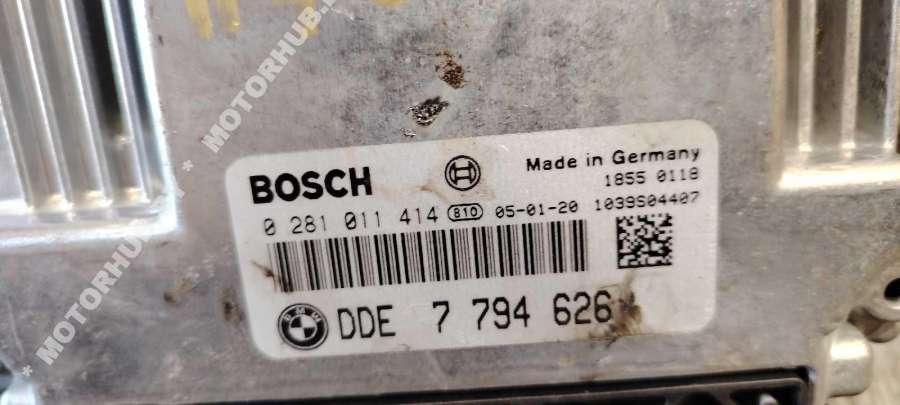 BOSCH
Made in Germany
1855 0118
0 281 011 414 810 05-01-20 1039S04407
BMW
DDE 7 794 626
* MOTORHUB.
* MOTORHUB.